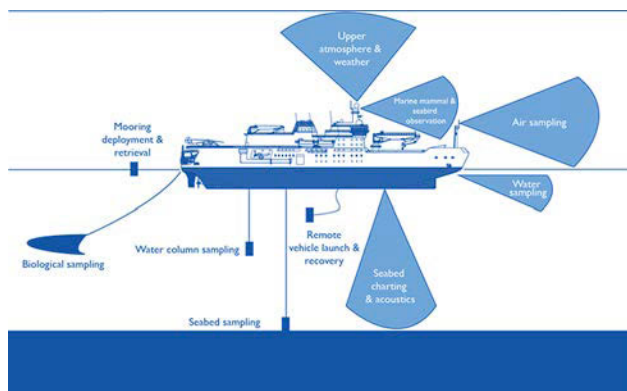 Upper
atmosphere &
weather
Marine mammal &
seabird
observation
Air sampling
Mooring
deployment &
retrieval
Water
sampling
Biological sampling
Water column sampling
Remote
vehicle launch &
recovery
Seabed
charting
& acoustics
Seabed sampling